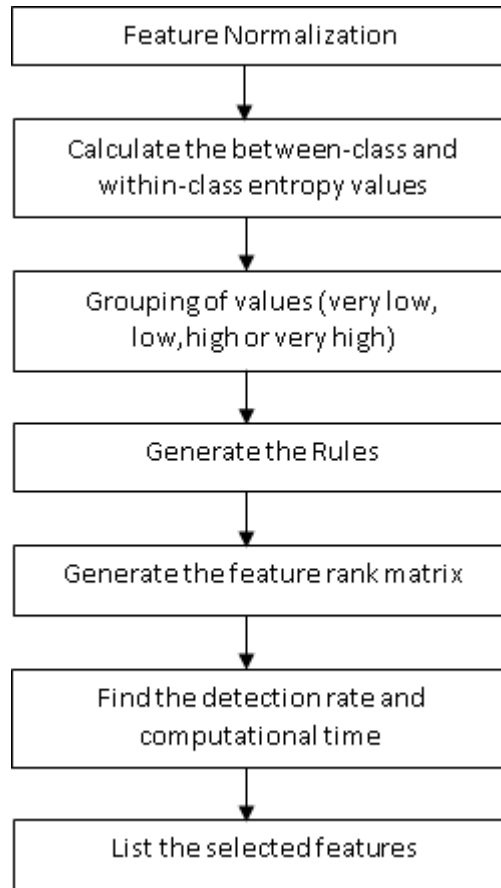 Feature Normalization
Calculate the between-class and
within-class entropy values
Grouping of values (very low,
low,high or very high)
Generate the Rules
Generate the feature rank matrix
Find the detection rate and
computational time
List the selected features